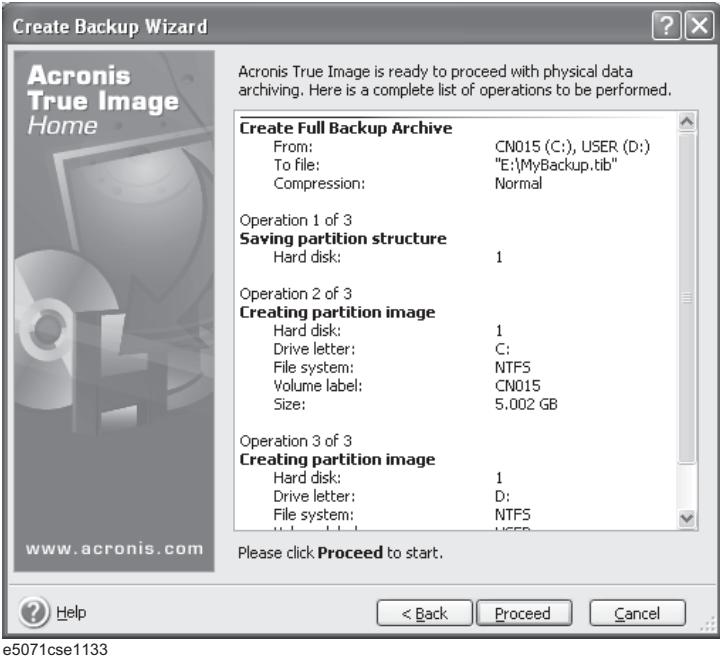 Create Backup Wizard
Acronis
True Image
Home
Acronis True Image is ready to proceed with physical data
archiving. Here is a complete list of operations to be performed.
Create Full Backup Archive
From: CN015 (C:), USER (D:)
To file: "E:\MyBackup.tib"
Compression: Normal
Operation 1 of 3
Saving partition structure
Hard disk: 1
Operation 2 of 3
Creating partition image
Hard disk: 1
Drive letter: C:
File system: NTFS
Volume label: CN015
Size: 5.002 GB
Operation 3 of 3
Creating partition image
Hard disk: 1
Drive letter: D:
File system: NTFS
www.acronis.com
Please click Proceed to start.
Help
< Back
Proceed
Cancel
e5071cse1133